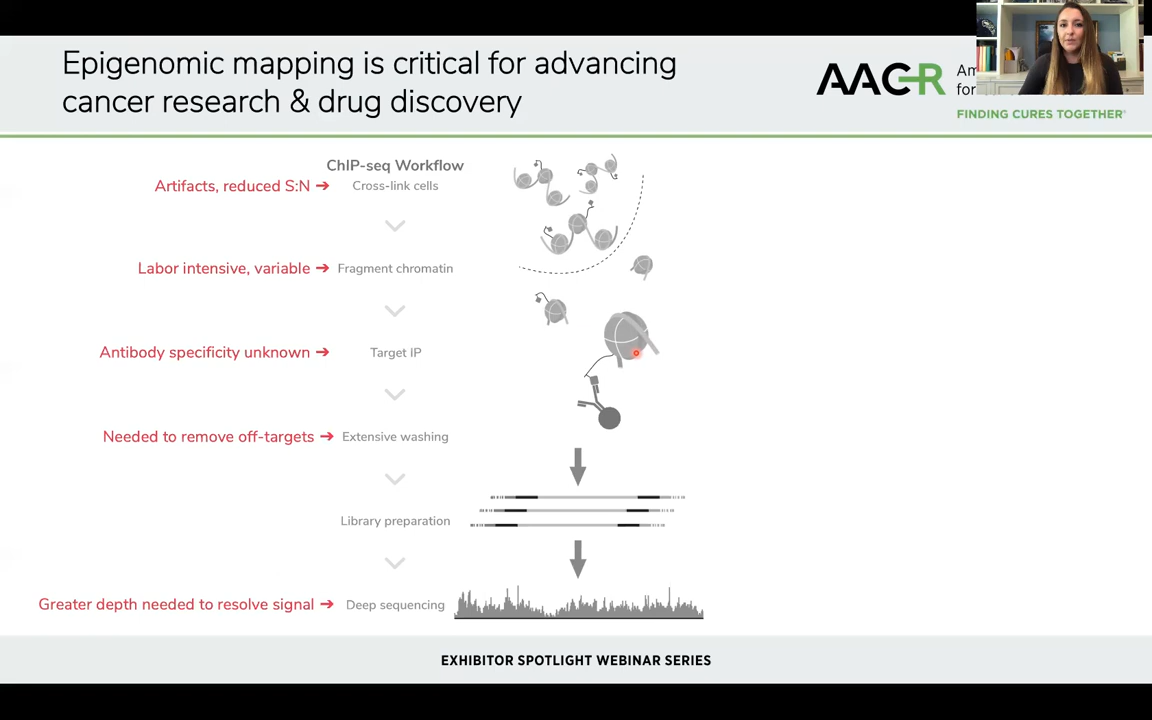 Epigenomic mapping is critical for advancing
cancer research & drug discovery
AACR
Am
for
FINDING CURES TOGETHER®
ChIP-seq Workflow
Artifacts, reduced S:N → Cross-link cells
Labor intensive, variable → Fragment chromatin
Antibody specificity unknown → Target IP
Needed to remove off-targets → Extensive washing
Library preparation
Greater depth needed to resolve signal → Deep sequencing
EXHIBITOR SPOTLIGHT WEBINAR SERIES